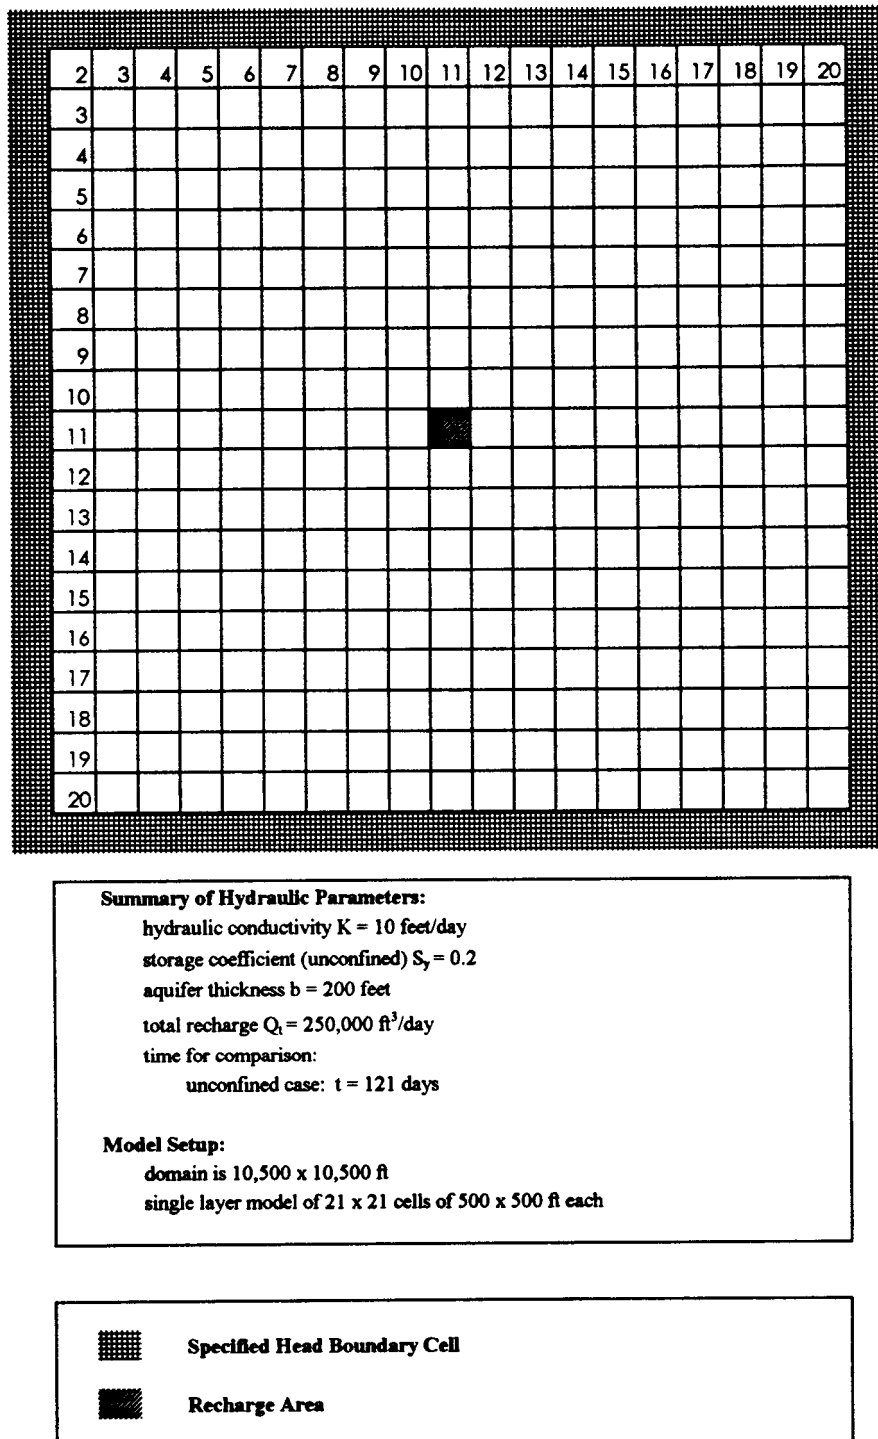 2 3 4 5 6 7 8 9 10 11 12 13 14 15 16 17 18 19 20
3
4
5
6
7
8
9
10
11
12
13
14
15
16
17
18
19
20
Summary of Hydraulic Parameters:
hydraulic conductivity K = 10 feet/day
storage coefficient (unconfined) Sy = 0.2
aquifer thickness b = 200 feet
total recharge Qt = 250,000 ft³/day
time for comparison:
unconfined case: t = 121 days
Model Setup:
domain is 10,500 x 10,500 ft
single layer model of 21 x 21 cells of 500 x 500 ft each
Specified Head Boundary Cell
Recharge Area